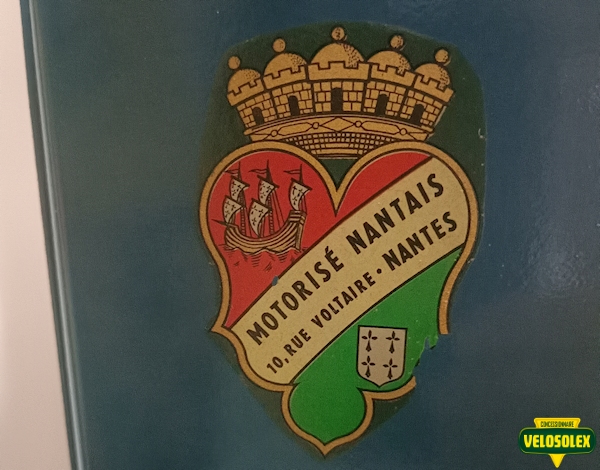 MOTORISÉ NANTAIS
10, RUE VOLTAIRE · NANTES
CONCESSIONNAIRE
VELOSOLEX